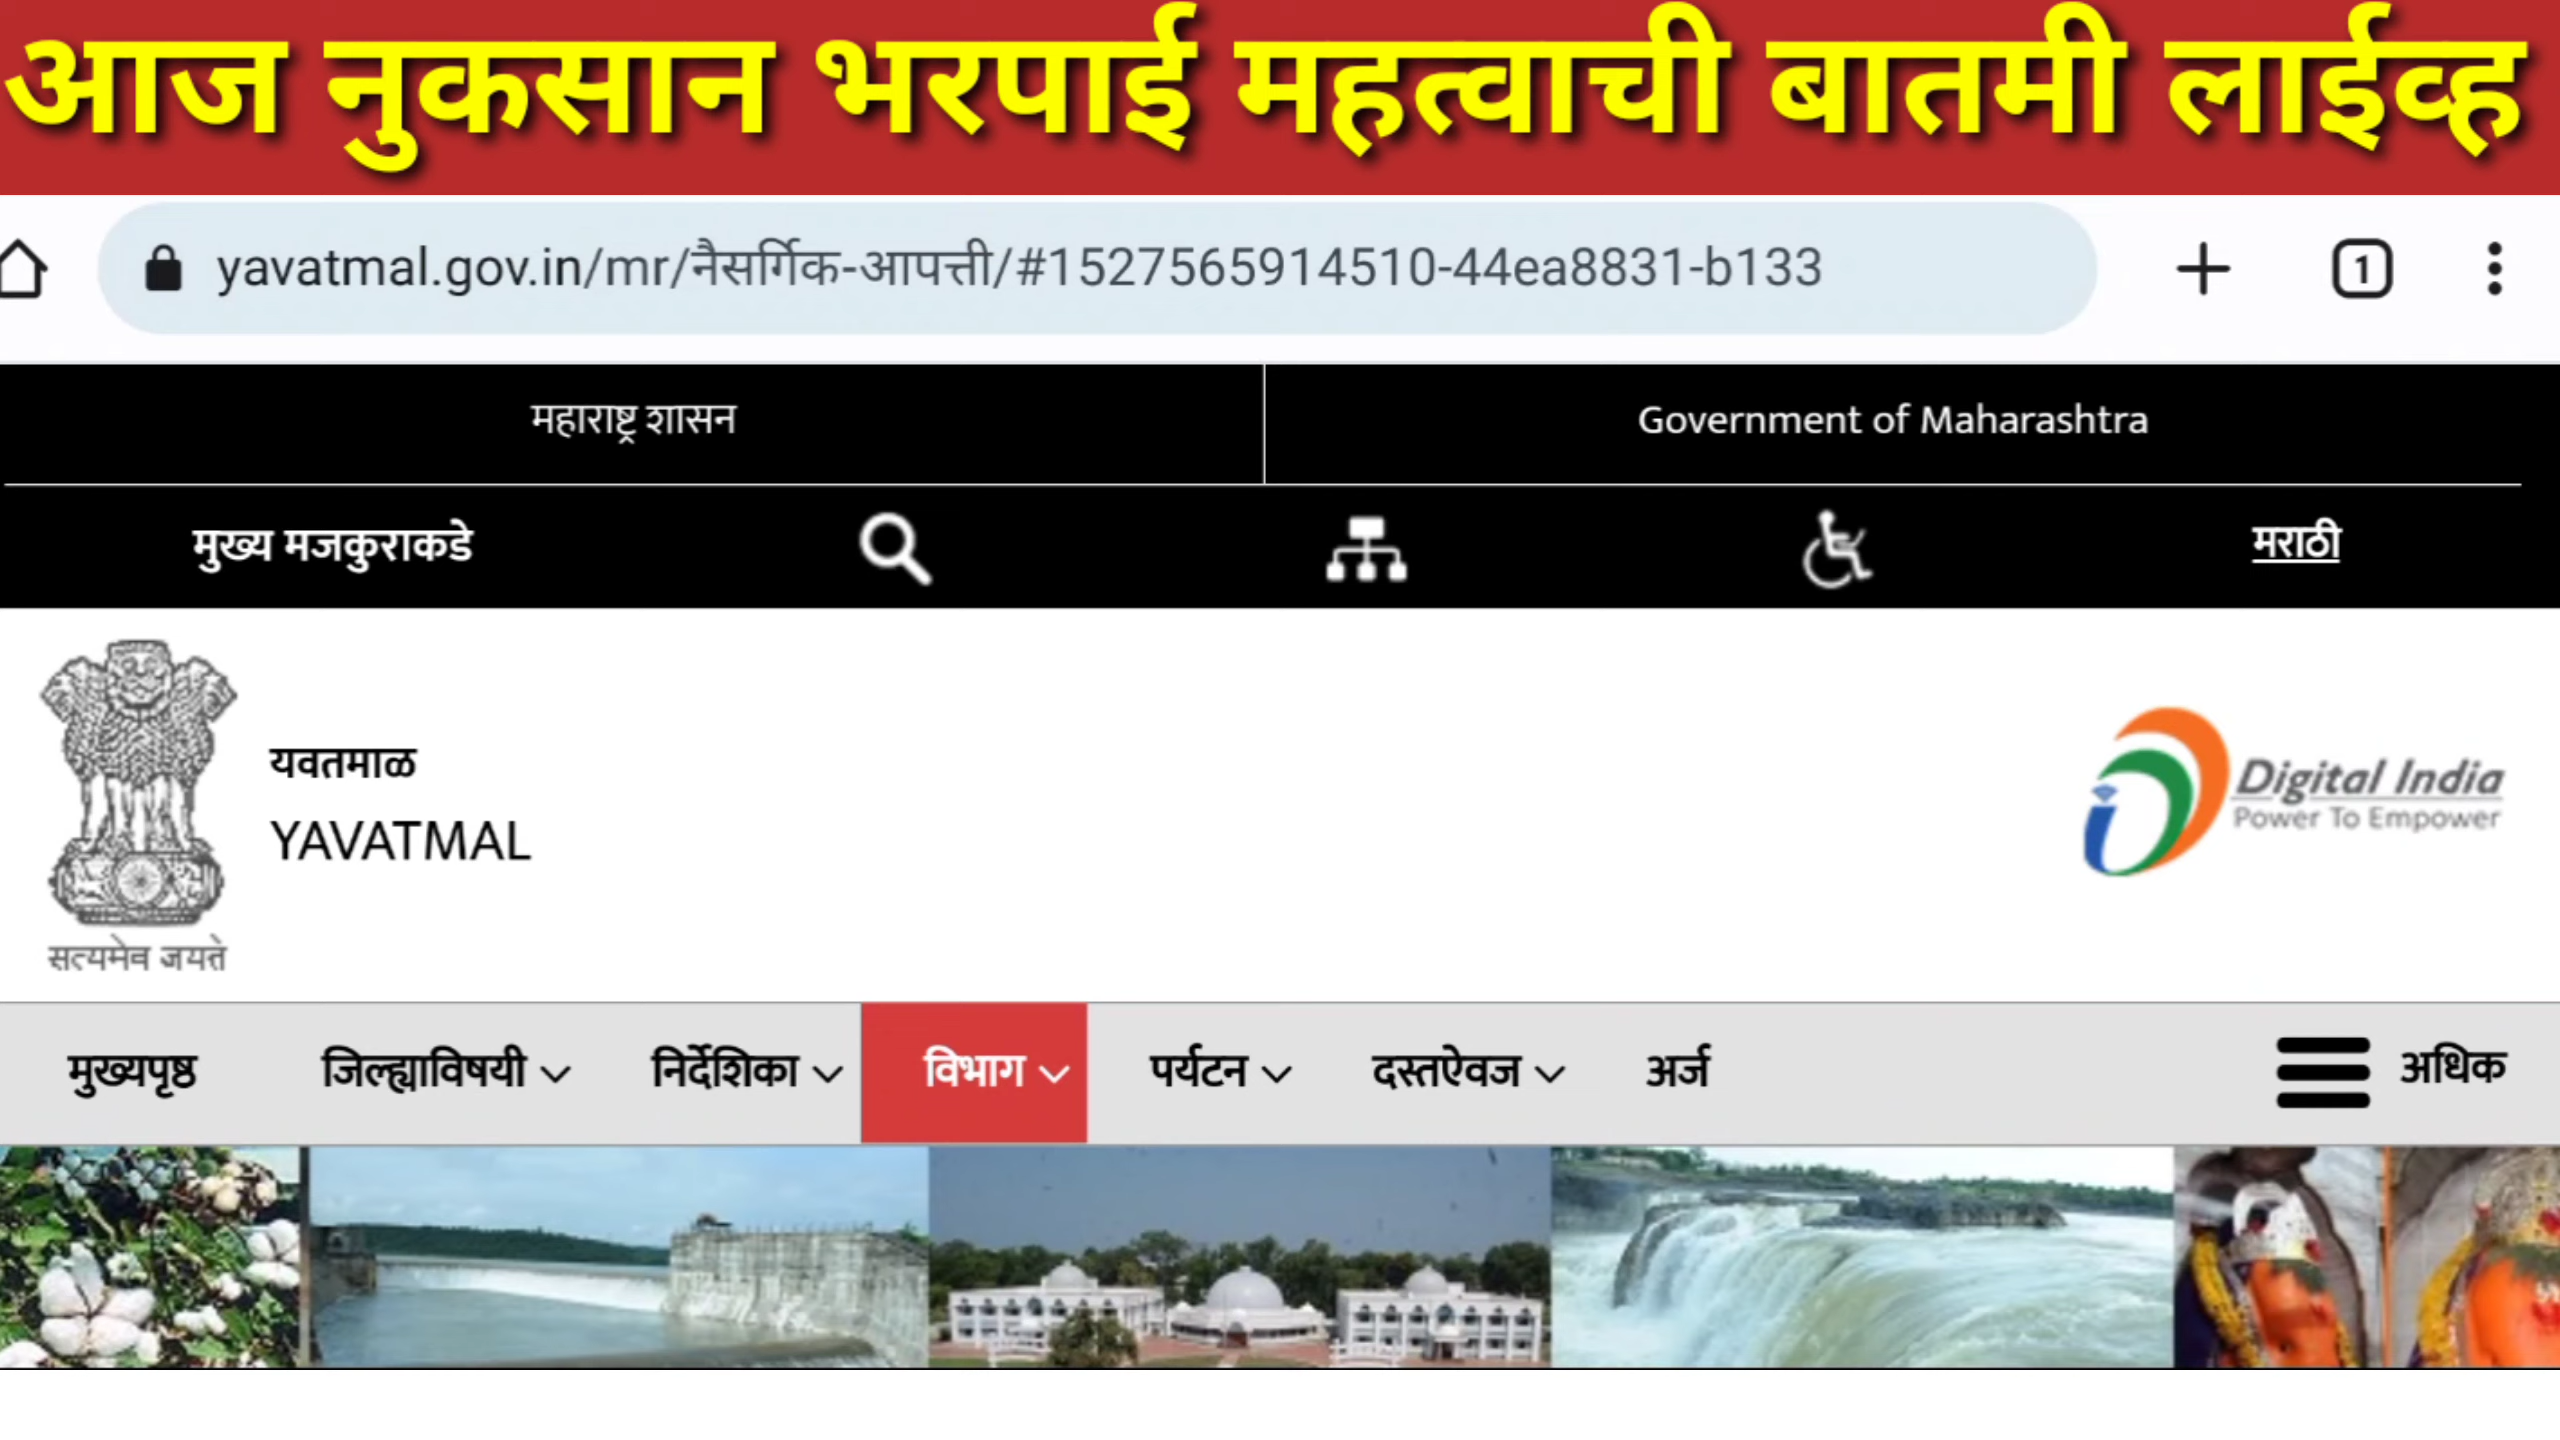 आज नुकसान भरपाई महत्वाची बातमी लाईव्ह
yavatmal.gov.in/mr/नैसर्गिक-आपत्ती/#1527565914510-44ea8831-b133
1
महाराष्ट्र शासन
Government of Maharashtra
मुख्य मजकुराकडे
मराठी
यवतमाळ
YAVATMAL
सत्यमेव जयते
Digital India
Power To Empower
मुख्यपृष्ठ जिल्ह्याविषयी निर्देशिका विभाग पर्यटन दस्तऐवज अर्ज अधिक